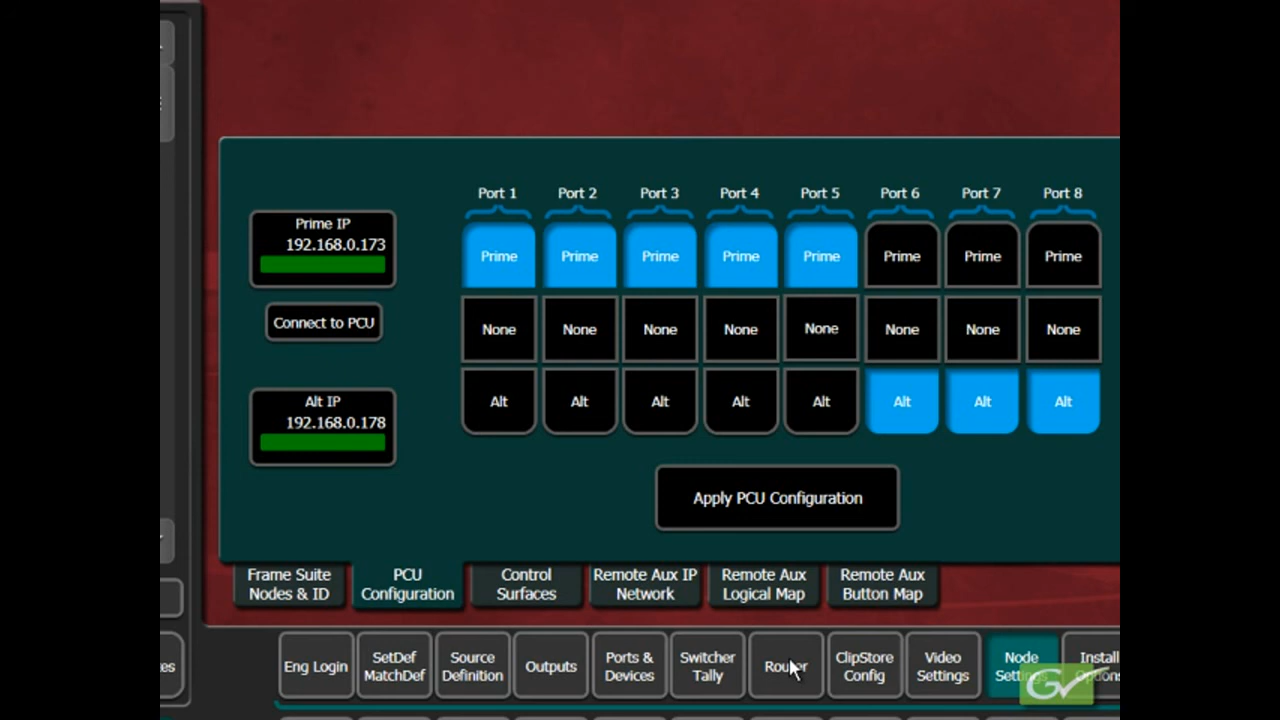 Port 1 Port 2 Port 3 Port 4 Port 5 Port 6 Port 7 Port 8
Prime IP
192.168.0.173
Prime Prime Prime Prime Prime Prime Prime Prime
Connect to PCU
None None None None None None None None
Alt IP
192.168.0.178
Alt Alt Alt Alt Alt Alt Alt Alt
Apply PCU Configuration
Frame Suite
Nodes & ID
PCU
Configuration
Control
Surfaces
Remote Aux IP
Network
Remote Aux
Logical Map
Remote Aux
Button Map
Eng Login
SetDef
MatchDef
Source
Definition
Outputs
Ports &
Devices
Switcher
Tally
Router
ClipStore
Config
Video
Settings
Node
Install
GV